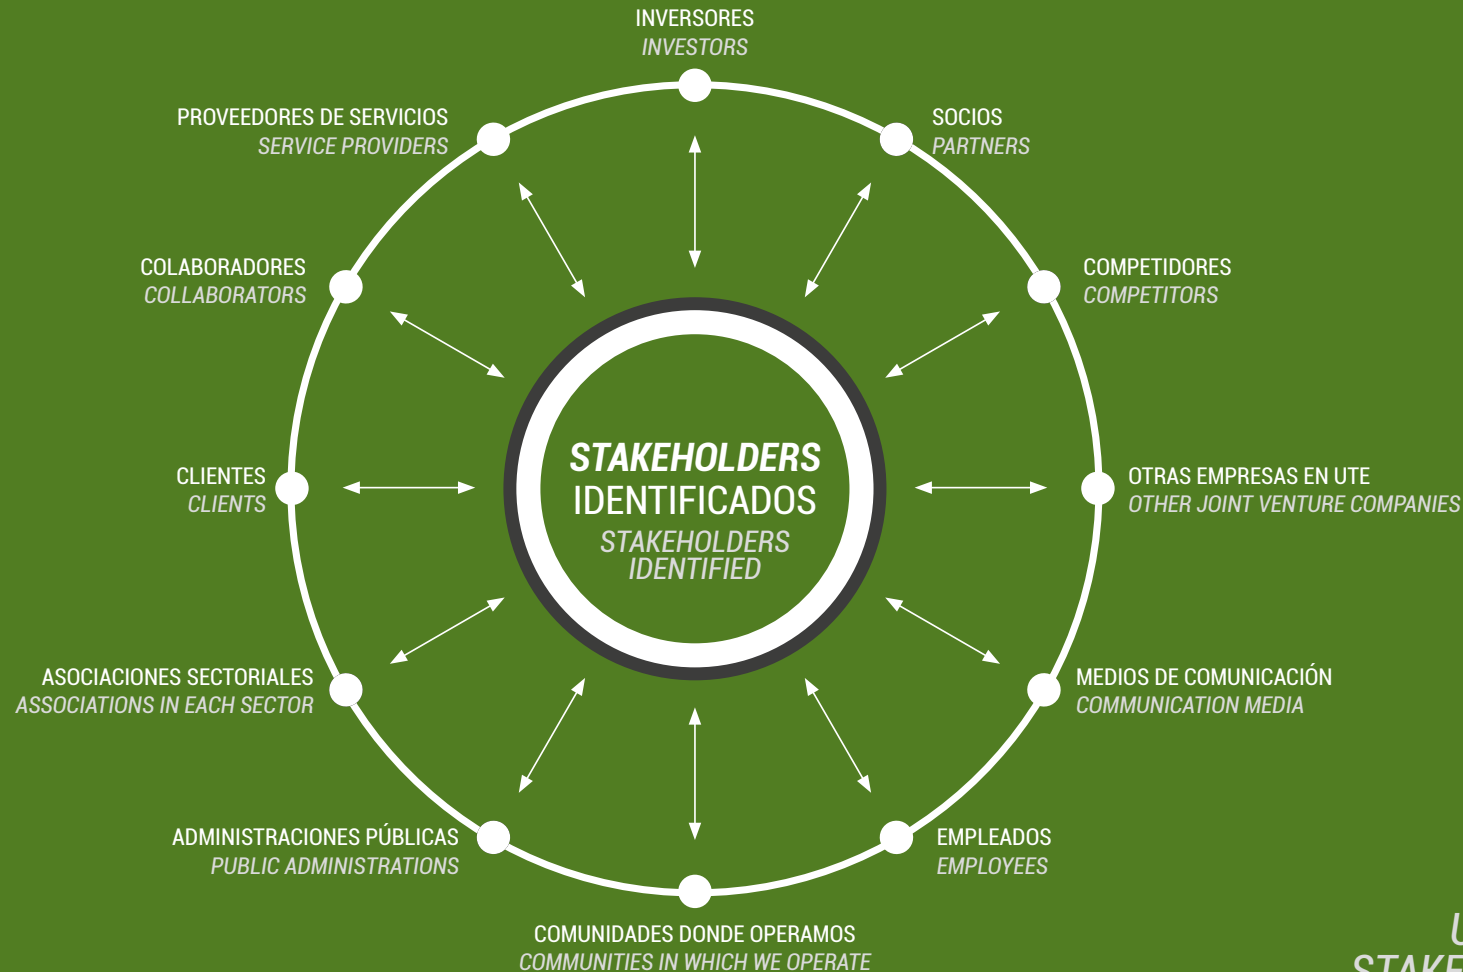 INVERSORES
INVESTORS
PROVEEDORES DE SERVICIOS
SERVICE PROVIDERS
SOCIOS
PARTNERS
COLABORADORES
COLLABORATORS
COMPETIDORES
COMPETITORS
STAKEHOLDERS
IDENTIFICADOS
STAKEHOLDERS
IDENTIFIED
CLIENTES
CLIENTS
OTRAS EMPRESAS EN UTE
OTHER JOINT VENTURE COMPANIES
ASOCIACIONES SECTORIALES
ASSOCIATIONS IN EACH SECTOR
MEDIOS DE COMUNICACIÓN
COMMUNICATION MEDIA
ADMINISTRACIONES PÚBLICAS
PUBLIC ADMINISTRATIONS
EMPLEADOS
EMPLOYEES
COMUNIDADES DONDE OPERAMOS
COMMUNITIES IN WHICH WE OPERATE